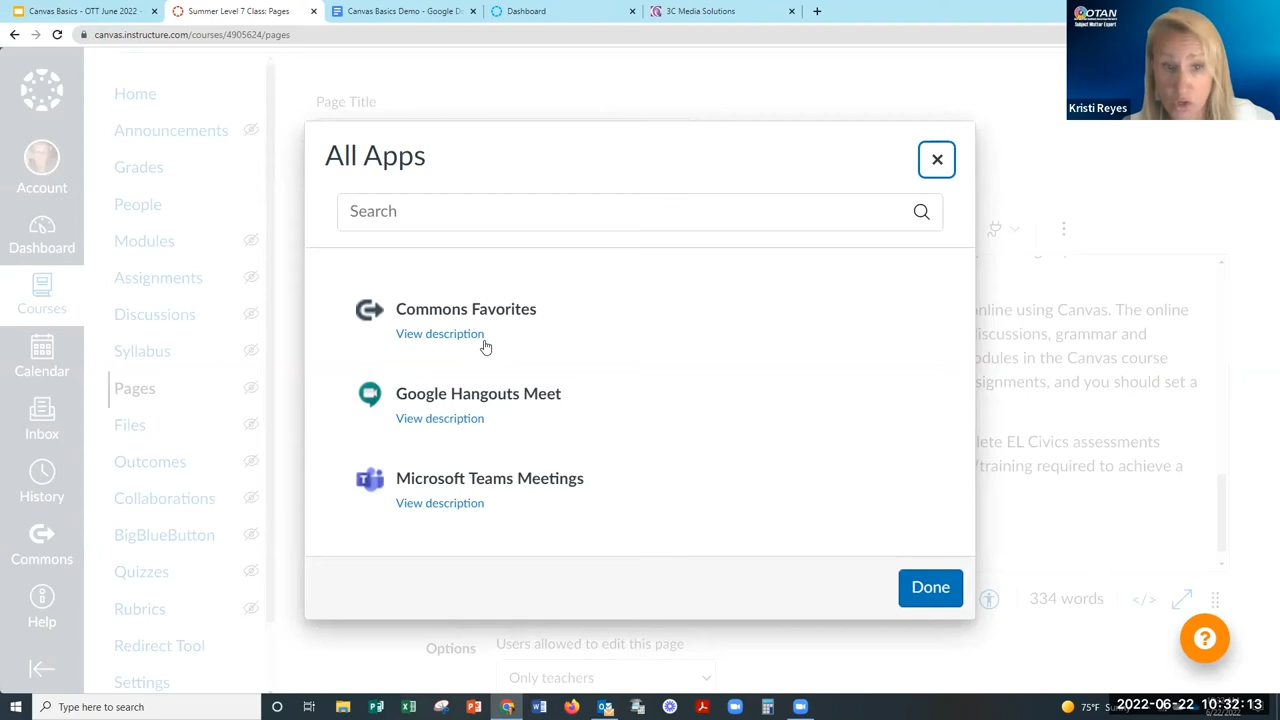 Canvas Basics - OTT June 2022 -
Summer Level 7 Class: Pages
Canvas Basics Demo - Google D
Dashboard
3C Media Solutions
canvas.instructure.com/courses/4905624/pages
OTAN
Subject Matter Expert
Kristi Reyes
Account
Dashboard
Courses
Calendar
Inbox
History
Commons
Help
Home
Announcements
Grades
People
Modules
Assignments
Discussions
Syllabus
Pages
Files
Outcomes
Collaborations
BigBlueButton
Quizzes
Rubrics
Redirect Tool
Settings
Page Title
All Apps
Search
Commons Favorites
View description
Google Hangouts Meet
View description
Microsoft Teams Meetings
View description
Done
nline using Canvas. The online
iscussions, grammar and
odules in the Canvas course
signments, and you should set a
lete EL Civics assessments
/training required to achieve a
334 words
</>
Options
Users allowed to edit this page
Only teachers
Type here to search
75°F
2022-06-22 10:32:13